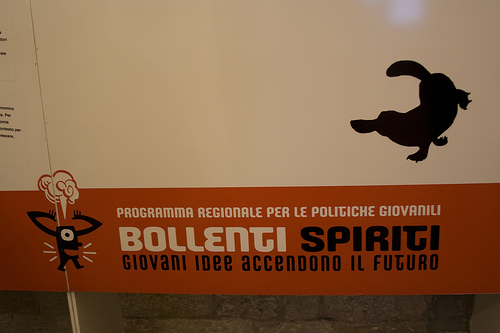 PROGRAMMA REGIONALE PER LE POLITICHE GIOVANILI
BOLLENTI SPIRITI
GIOVANI IDEE ACCENDONO IL FUTURO